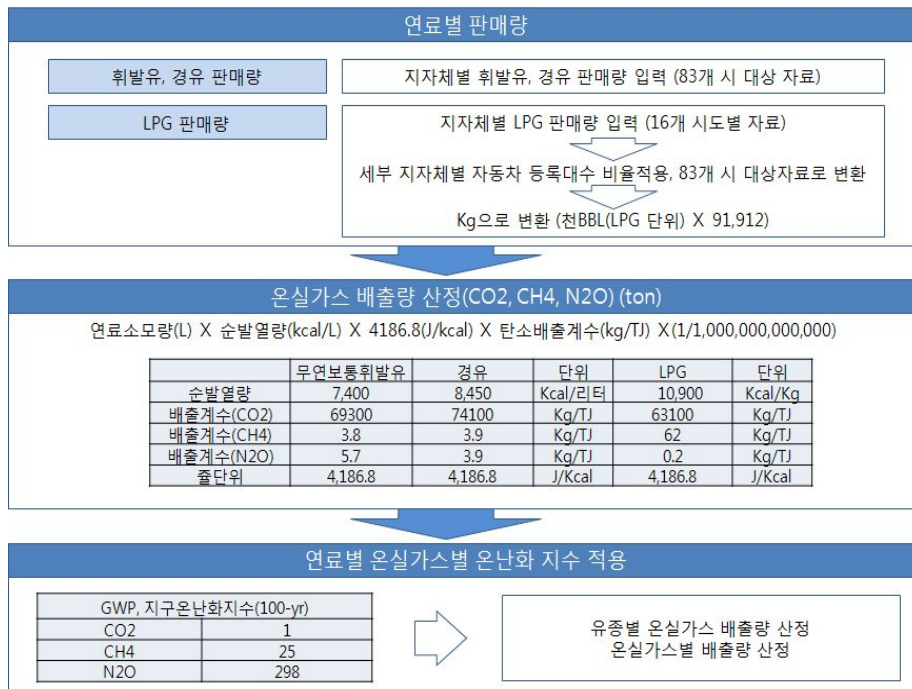 연료별 판매량
휘발유, 경유 판매량
지자체별 휘발유, 경유 판매량 입력 (83개 시 대상 자료)
LPG 판매량
지자체별 LPG 판매량 입력 (16개 시도별 자료)
세부 지자체별 자동차 등록대수 비율적용, 83개 시 대상자료로 변환
Kg으로 변환 (천BBL(LPG 단위) X 91,912)
온실가스 배출량 산정(CO2, CH4, N2O) (ton)
연료소모량(L) X 순발열량(kcal/L) X 4186.8(J/kcal) X 탄소배출계수(kg/TJ) X(1/1,000,000,000,000)
무연보통휘발유 경유 단위 LPG 단위
순발열량 7,400 8,450 Kcal/리터 10,900 Kcal/Kg
배출계수(CO2) 69300 74100 Kg/TJ 63100 Kg/TJ
배출계수(CH4) 3.8 3.9 Kg/TJ 62 Kg/TJ
배출계수(N2O) 5.7 3.9 Kg/TJ 0.2 Kg/TJ
쥴단위 4,186.8 4,186.8 J/Kcal 4,186.8 J/Kcal
연료별 온실가스별 온난화 지수 적용
GWP, 지구온난화지수(100-yr)
CO2 1
CH4 25
N2O 298
유종별 온실가스 배출량 산정
온실가스별 배출량 산정